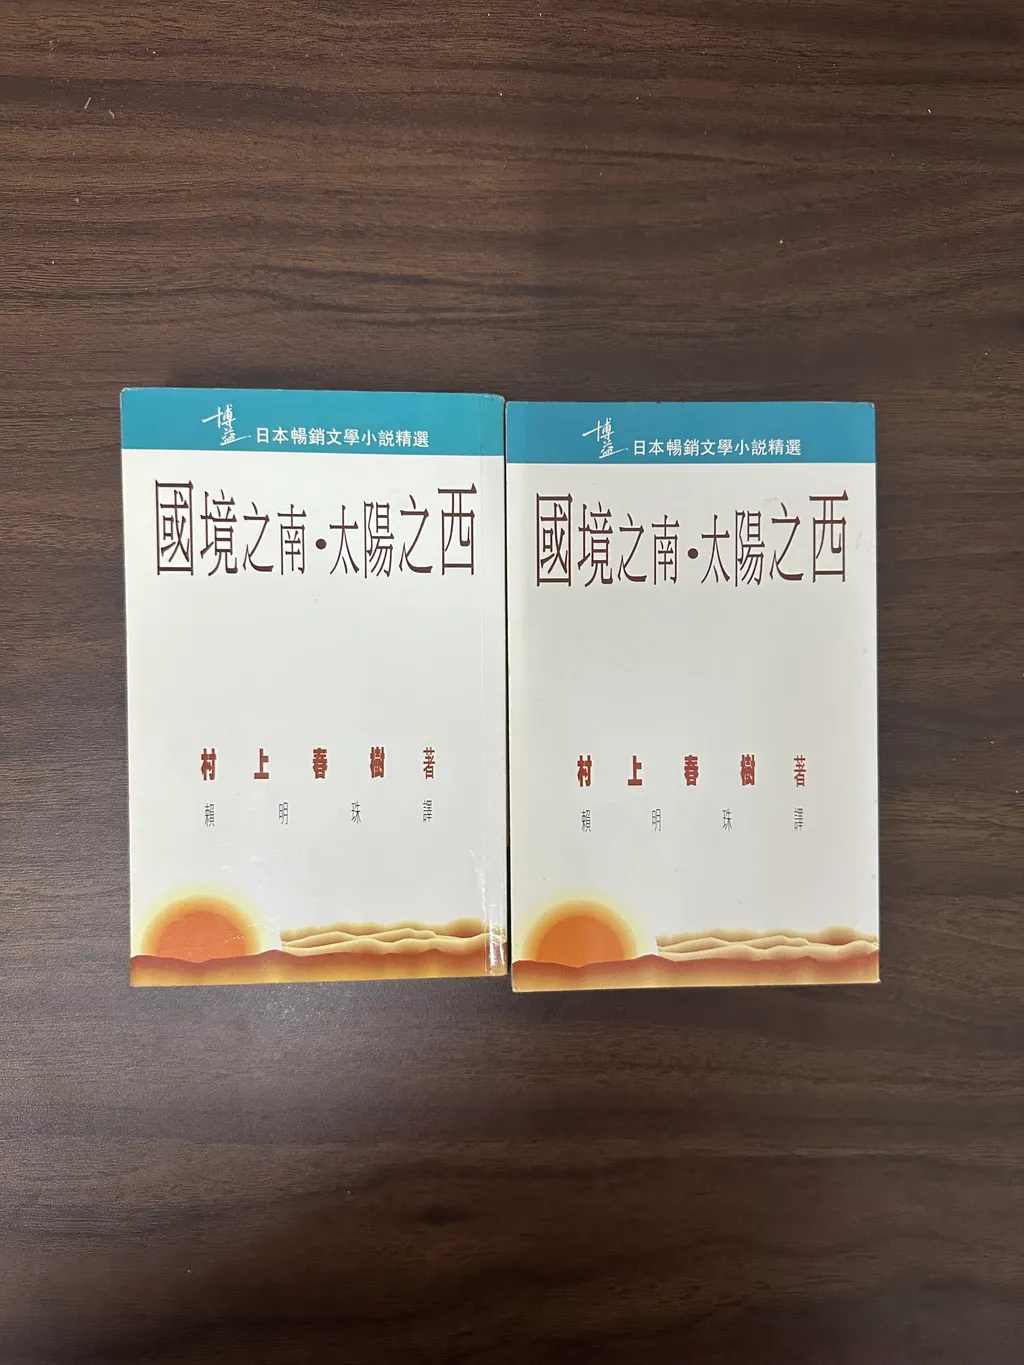 博益
日本暢銷文學小説精選
國境之南・太陽之西
村上春樹著
賴明珠譯
博益
日本暢銷文學小説精選
國境之南・太陽之西
村上春樹著
賴明珠譯